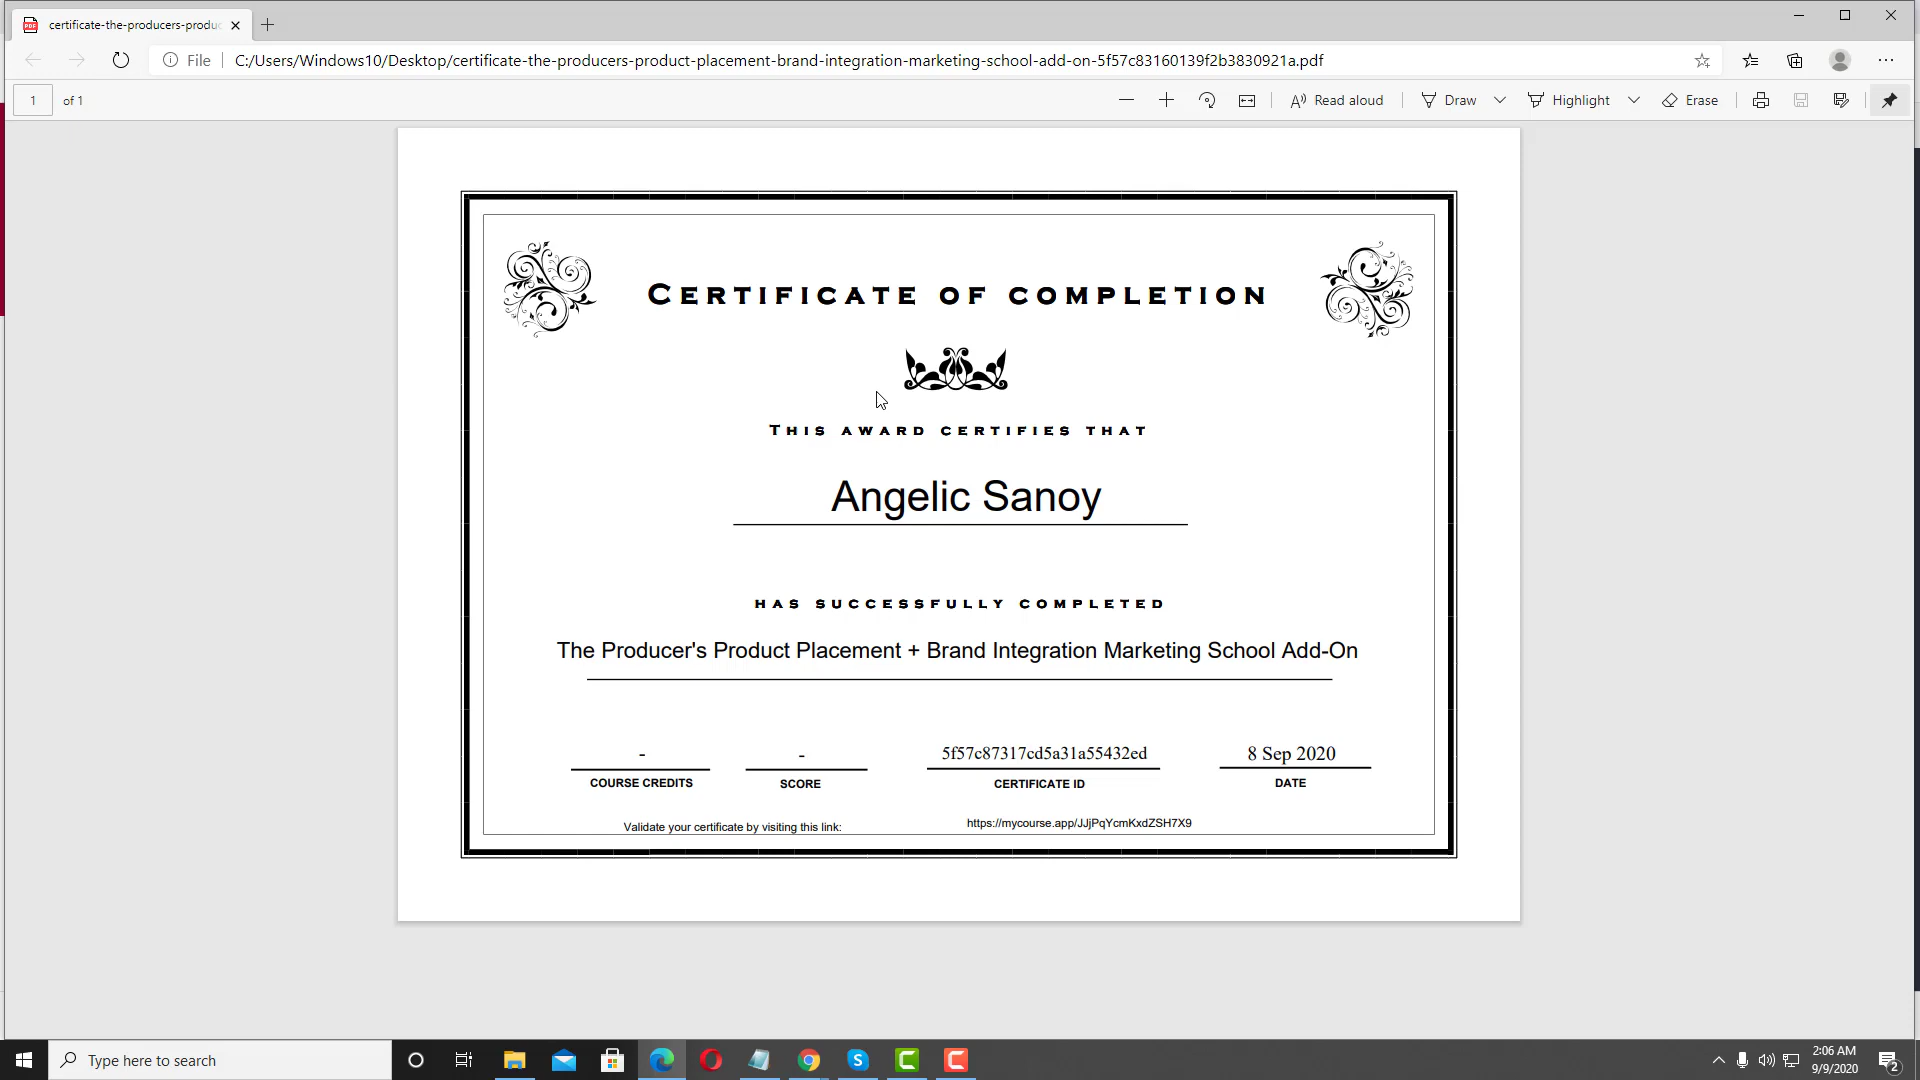 certificate-the-producers-produ
File
C:/Users/Windows10/Desktop/certificate-the-producers-product-placement-brand-integration-marketing-school-add-on-5f57c83160139f2b3830921a.pdf
1 of 1
Read aloud
Draw
Highlight
Erase
CERTIFICATE OF COMPLETION
THIS AWARD CERTIFIES THAT
Angelic Sanoy
HAS SUCCESSFULLY COMPLETED
The Producer's Product Placement + Brand Integration Marketing School Add-On
- - 5f57c87317cd5a31a55432ed 8 Sep 2020
COURSE CREDITS SCORE CERTIFICATE ID DATE
Validate your certificate by visiting this link: https://mycourse.app/JJjPqYcmKxdZSH7X9
Type here to search
2:06 AM
9/9/2020
2